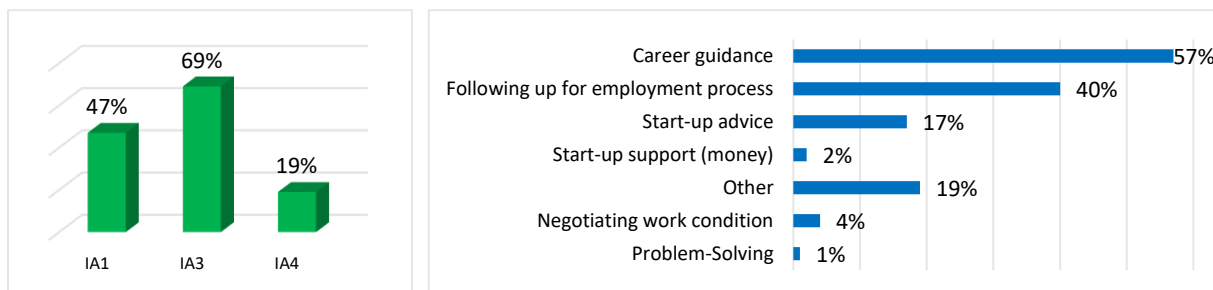 69%
47%
19%
IA1 IA3 IA4
Career guidance 57%
Following up for employment process 40%
Start-up advice 17%
Start-up support (money) 2%
Other 19%
Negotiating work condition 4%
Problem-Solving 1%